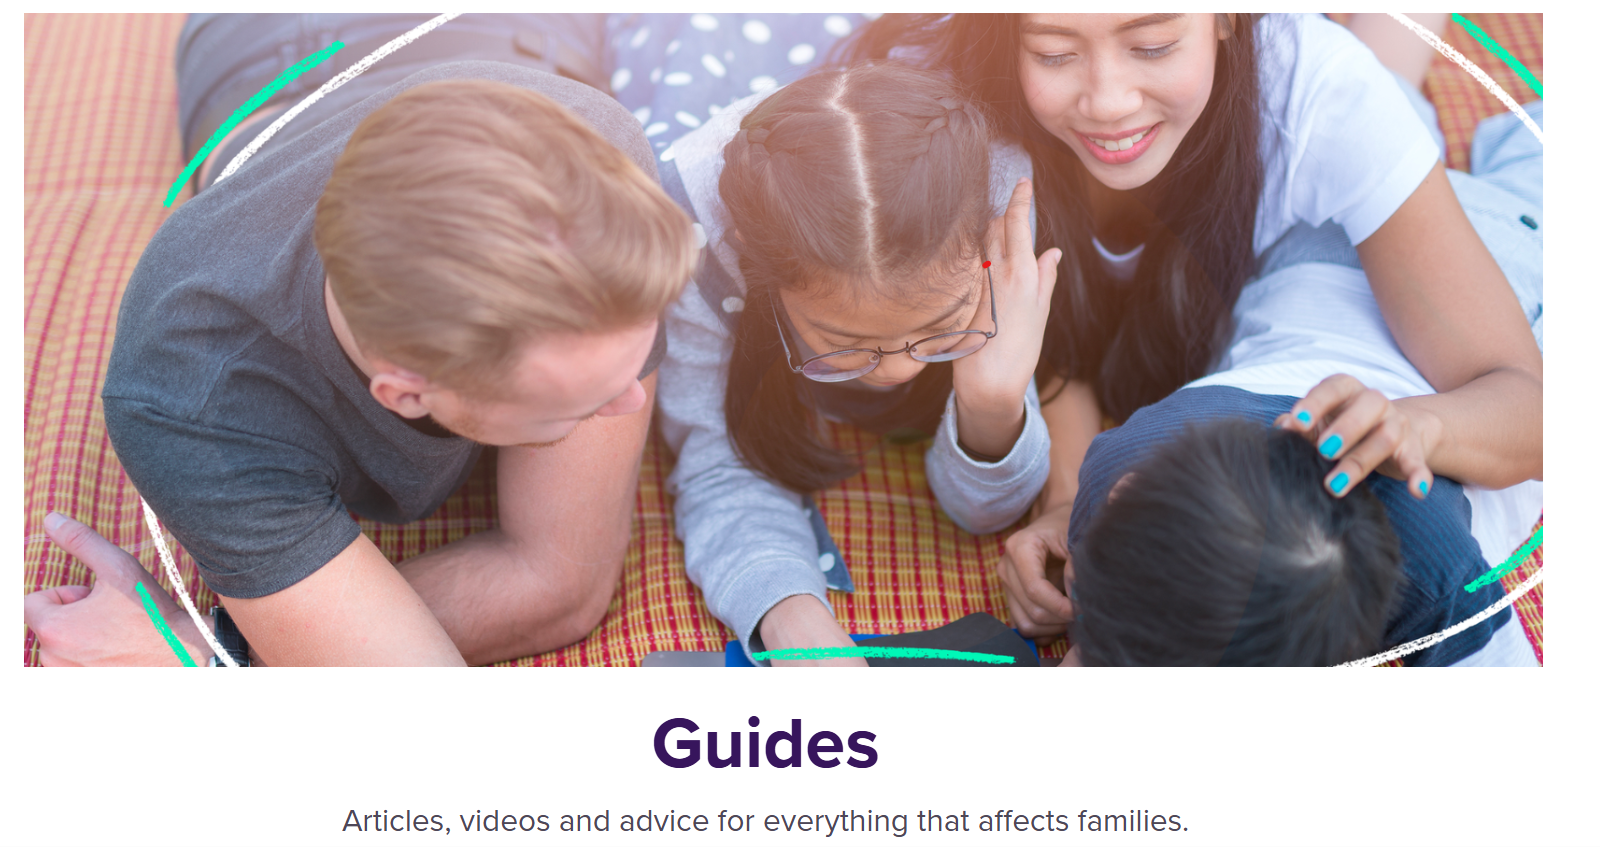 Guides
Articles, videos and advice for everything that affects families.